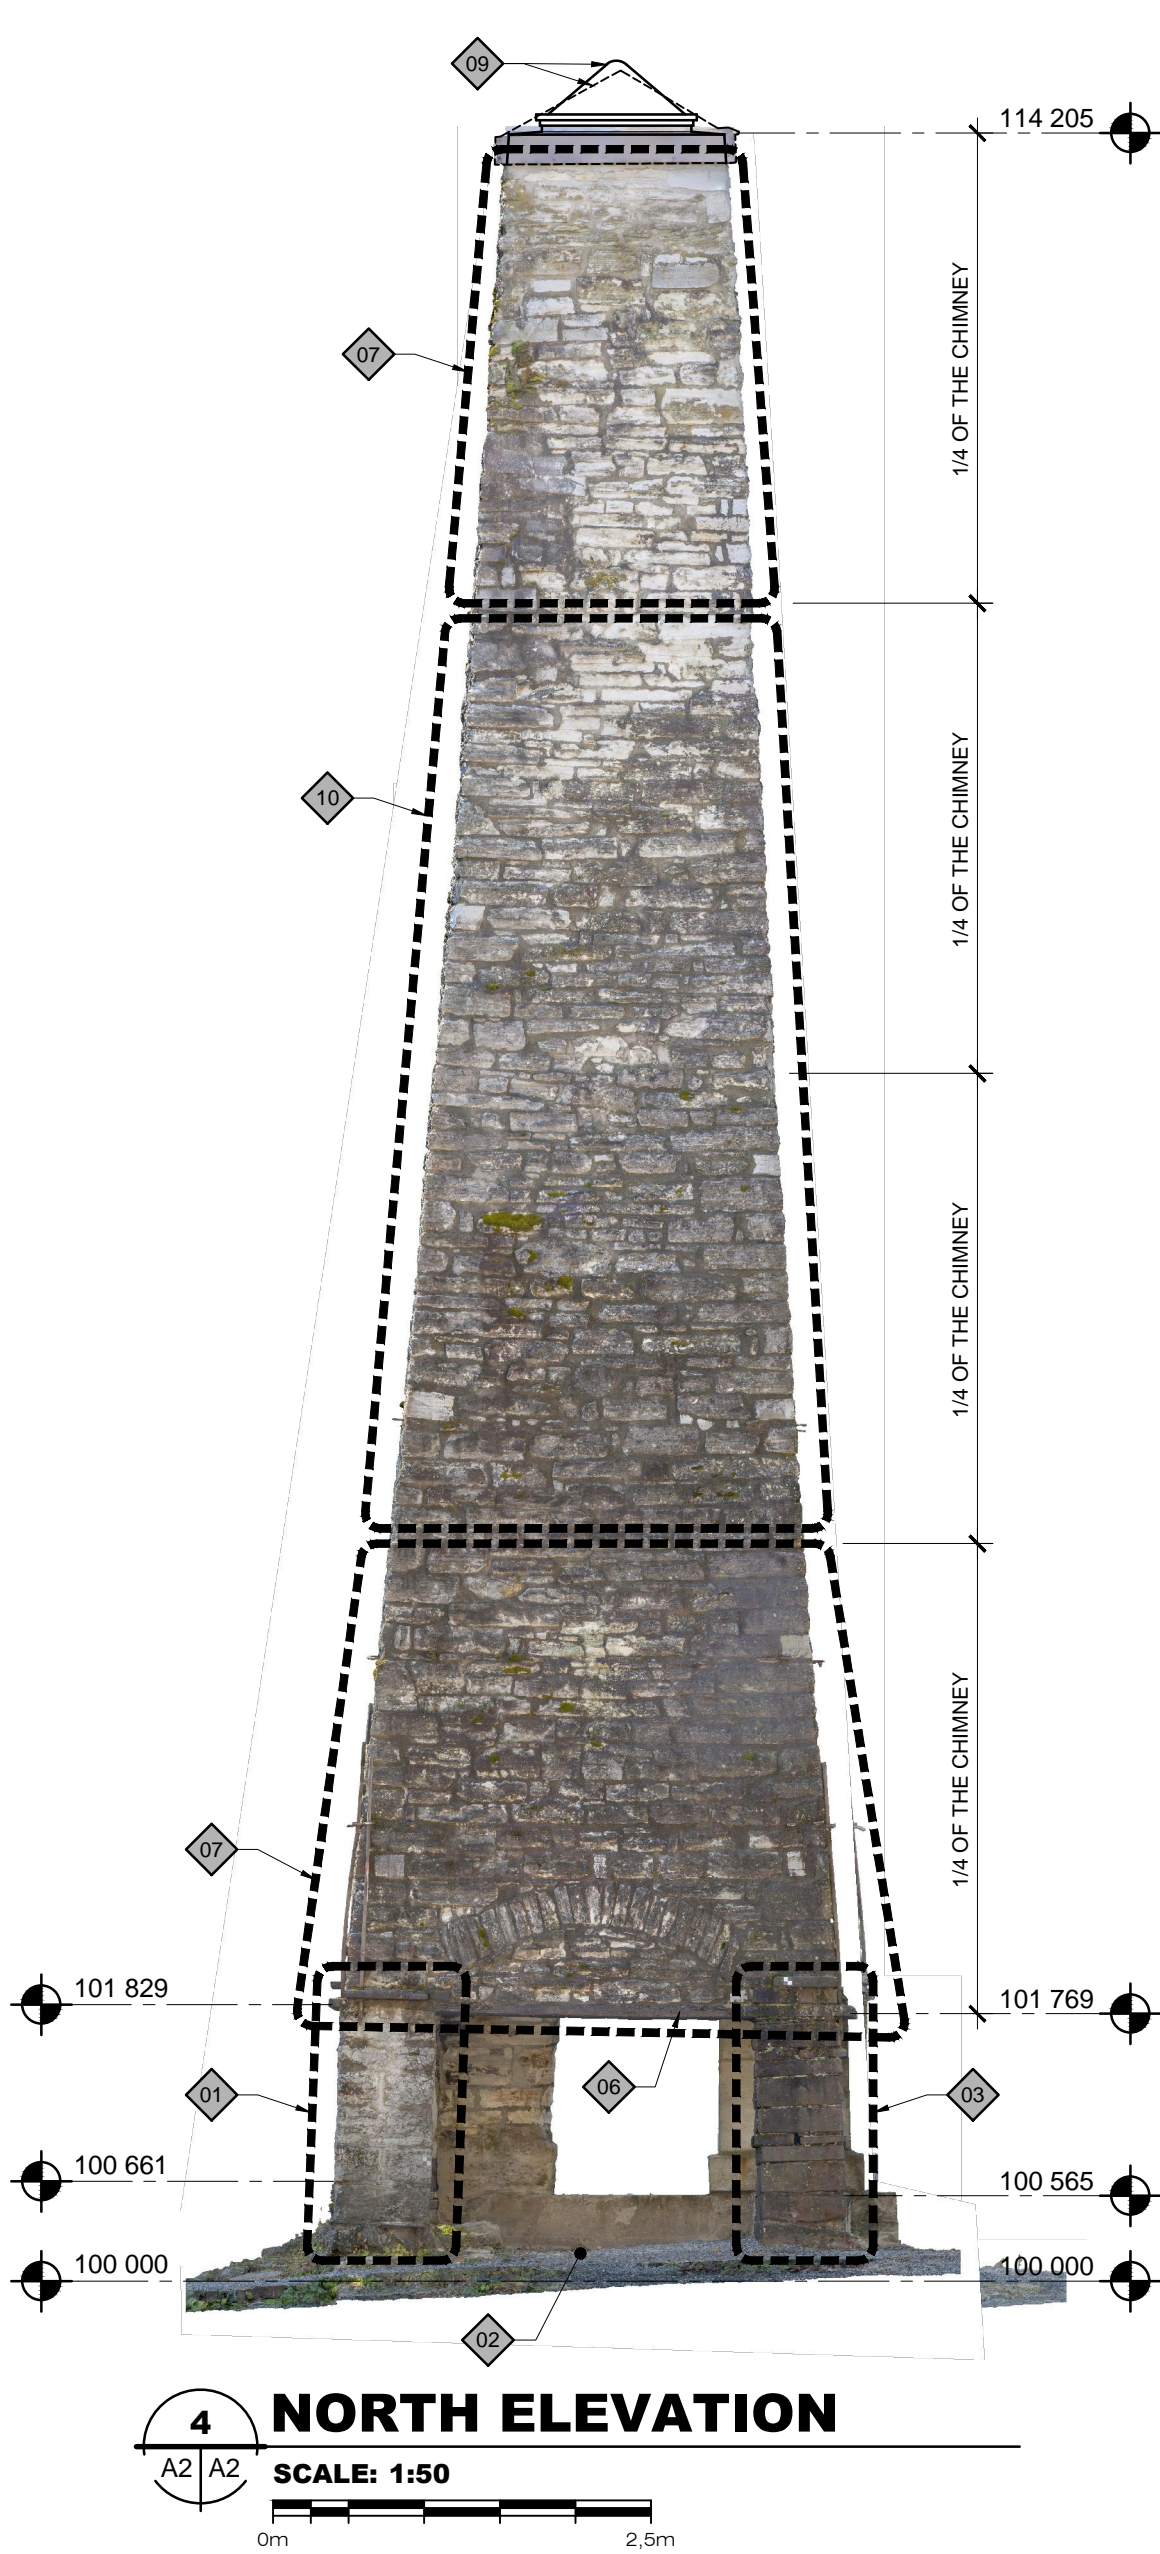 09
114 205
1/4 OF THE CHIMNEY
07
10
1/4 OF THE CHIMNEY
1/4 OF THE CHIMNEY
1/4 OF THE CHIMNEY
07
101 829
101 769
01
06
03
100 661
100 565
100 000
100 000
02
4
NORTH ELEVATION
A2 A2
SCALE: 1:50
0m 2,5m